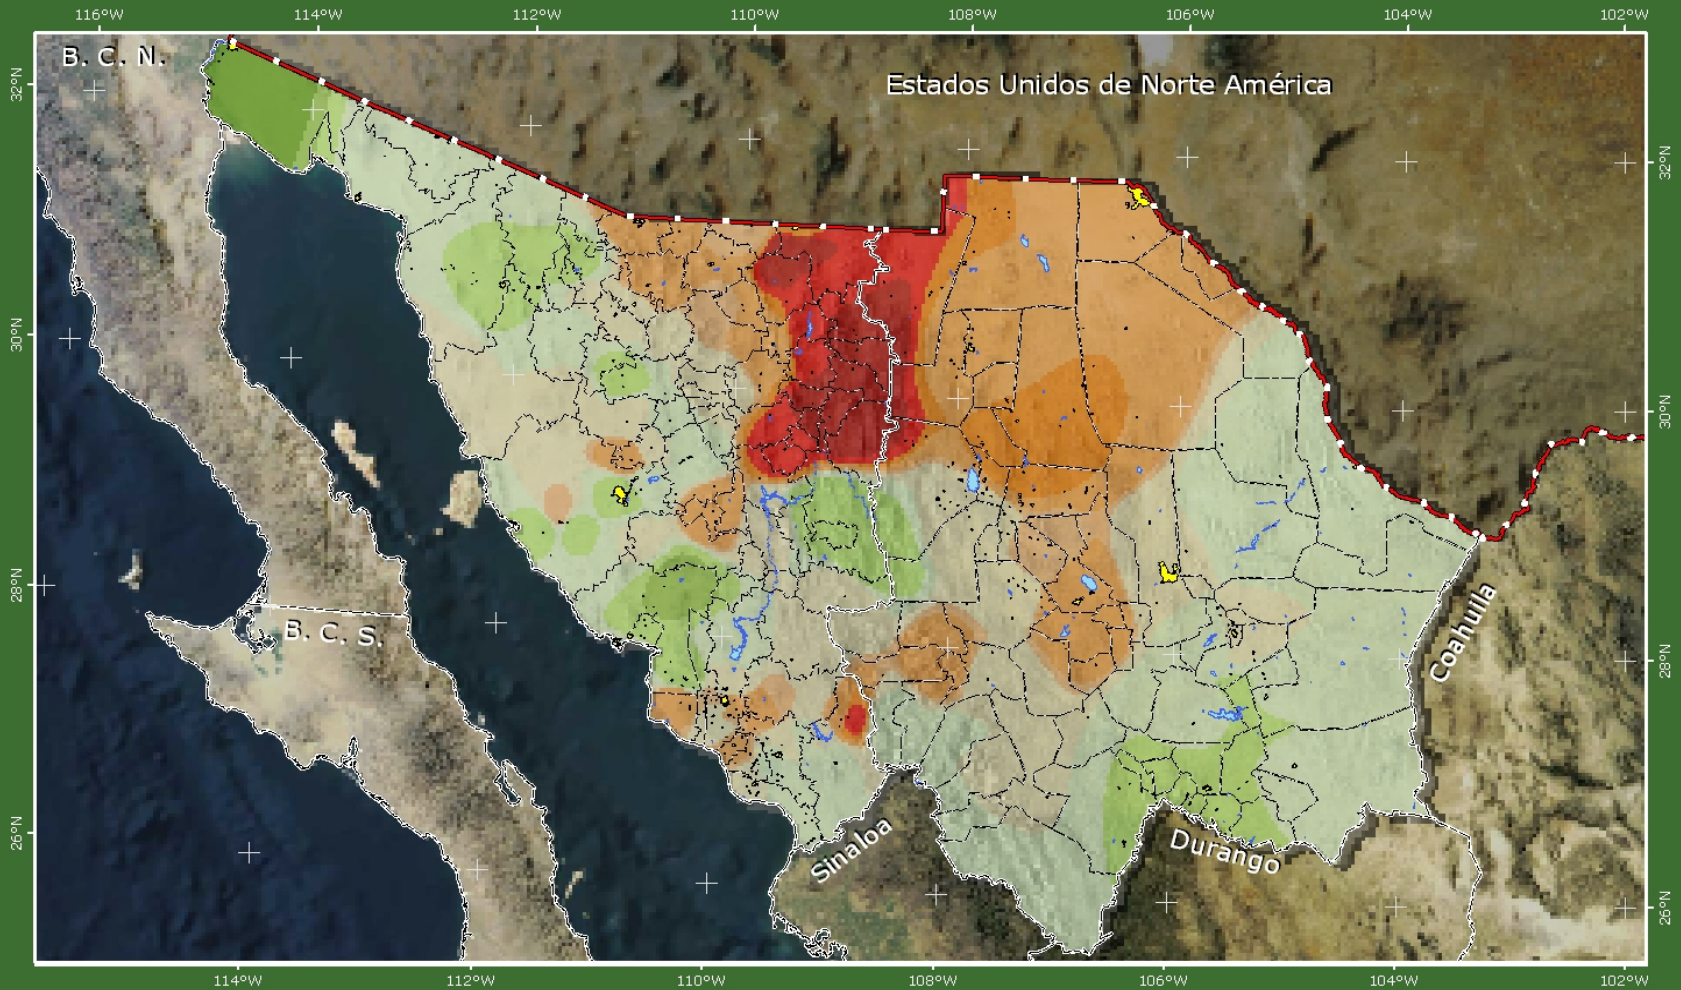 116°W 114°W 112°W 110°W 108°W 106°W 104°W 102°W
B. C. N.
Estados Unidos de Norte América
32°N
32°N
30°N
30°N
28°N
28°N
B. C. S.
Coahuila
26°N
Sinaloa
Durango
26°N
114°W 112°W 110°W 108°W 106°W 104°W 102°W